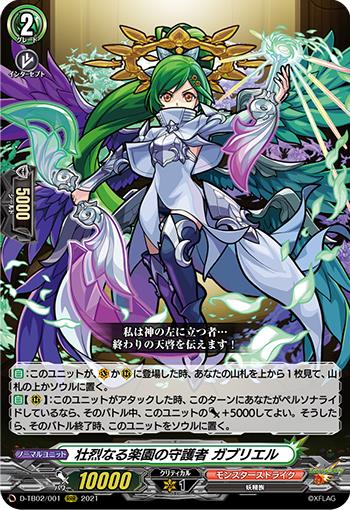 2
グレード
インターセプト
シールド
5000
私は神の左に立つ者…
終わりの天啓を伝えます！
自：このユニットが、かに登場した時、あなたの山札を上から1枚見て、山
札の上かソウルに置く。
自【】：このユニットがアタックした時、このターンにあなたがペルソナライ
ドしているなら、そのバトル中、このユニットの+5000してよい。そうした
ら、そのバトル終了時、このユニットをソウルに置く。
ノーマルユニット
壮烈なる楽園の守護者 ガブリエル
パワー
10000
クリティカル
1
モンスターストライク
妖精族
D-TB02/001 RRR 2021
©XFLAG